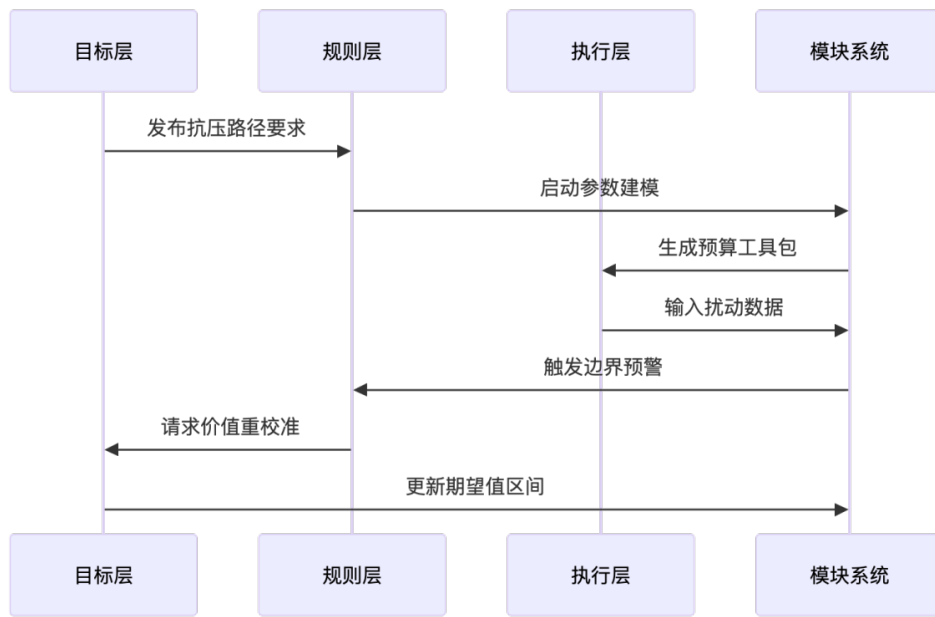 目标层
规则层
执行层
模块系统
发布抗压路径要求
启动参数建模
生成预算工具包
输入扰动数据
触发边界预警
请求价值重校准
更新期望值区间
目标层
规则层
执行层
模块系统